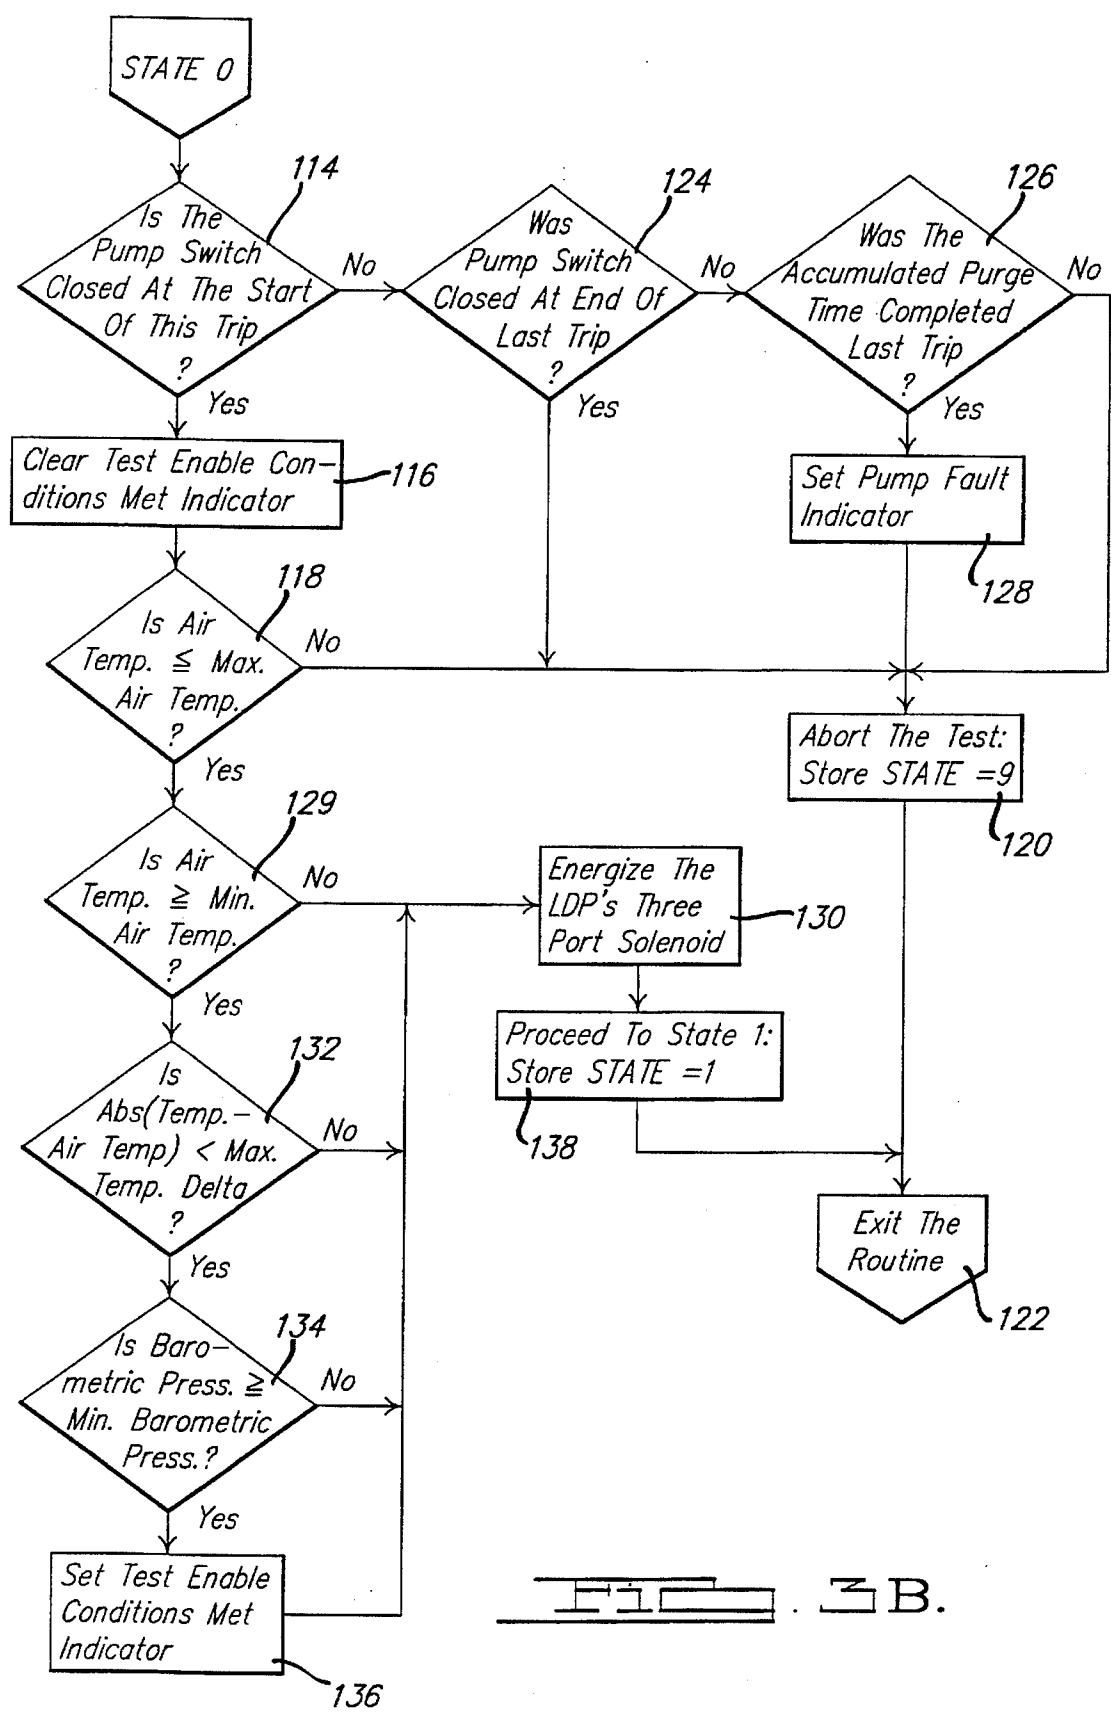 STATE 0
114
Is The
Pump Switch
Closed At The Start
Of This Trip
?
No
Yes
124
Was
Pump Switch
Closed At End Of
Last Trip
?
No
Yes
126
Was The
Accumulated Purge
Time Completed
Last Trip
?
No
Yes
Clear Test Enable Con-
ditions Met Indicator
116
Set Pump Fault
Indicator
128
118
Is Air
Temp. ≦ Max.
Air Temp.
?
No
Yes
Abort The Test:
Store STATE =9
120
129
Is Air
Temp. ≧ Min.
Air Temp.
?
No
Yes
Energize The
LDP's Three
Port Solenoid
130
Proceed To State 1:
Store STATE =1
138
132
Is
Abs(Temp.-
Air Temp) < Max.
Temp. Delta
?
No
Yes
Exit The
Routine
122
134
Is Baro-
metric Press. ≧
Min. Barometric
Press.?
No
Yes
Set Test Enable
Conditions Met
Indicator
136
FIG. 3B.